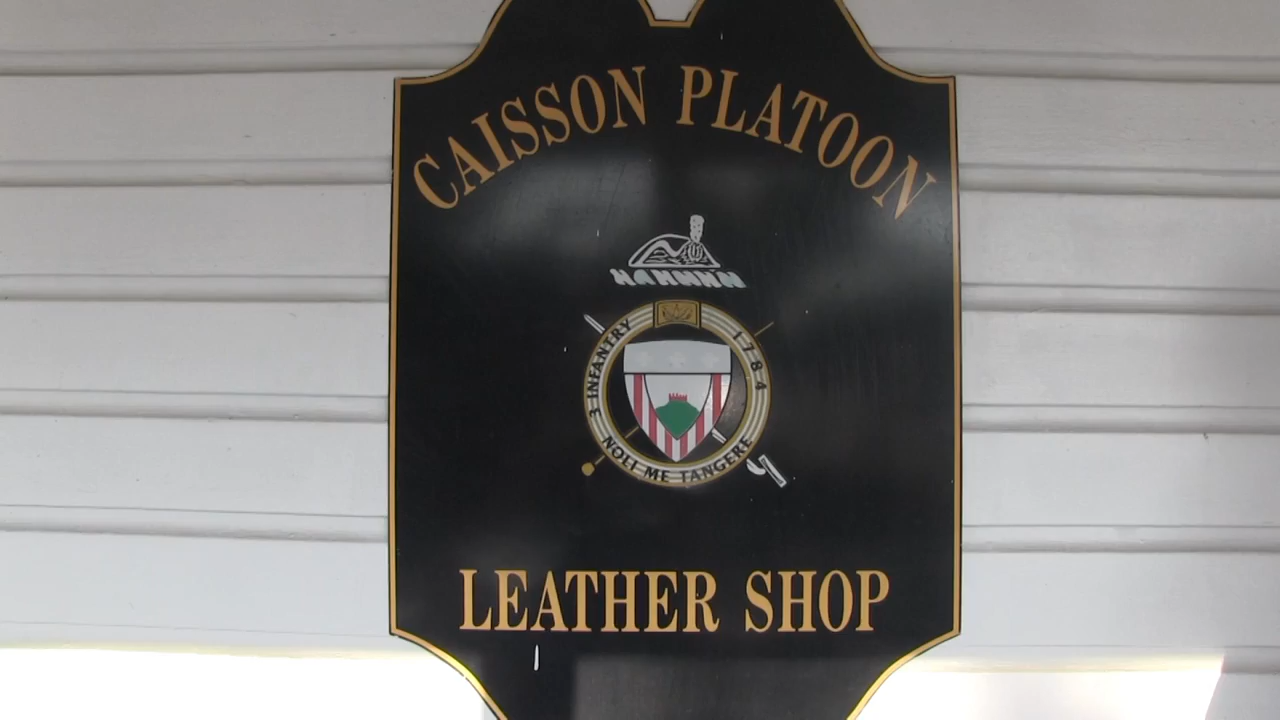 CAISSON PLATOON
3 INFANTRY
1784
NOLI ME TANGERE
LEATHER SHOP